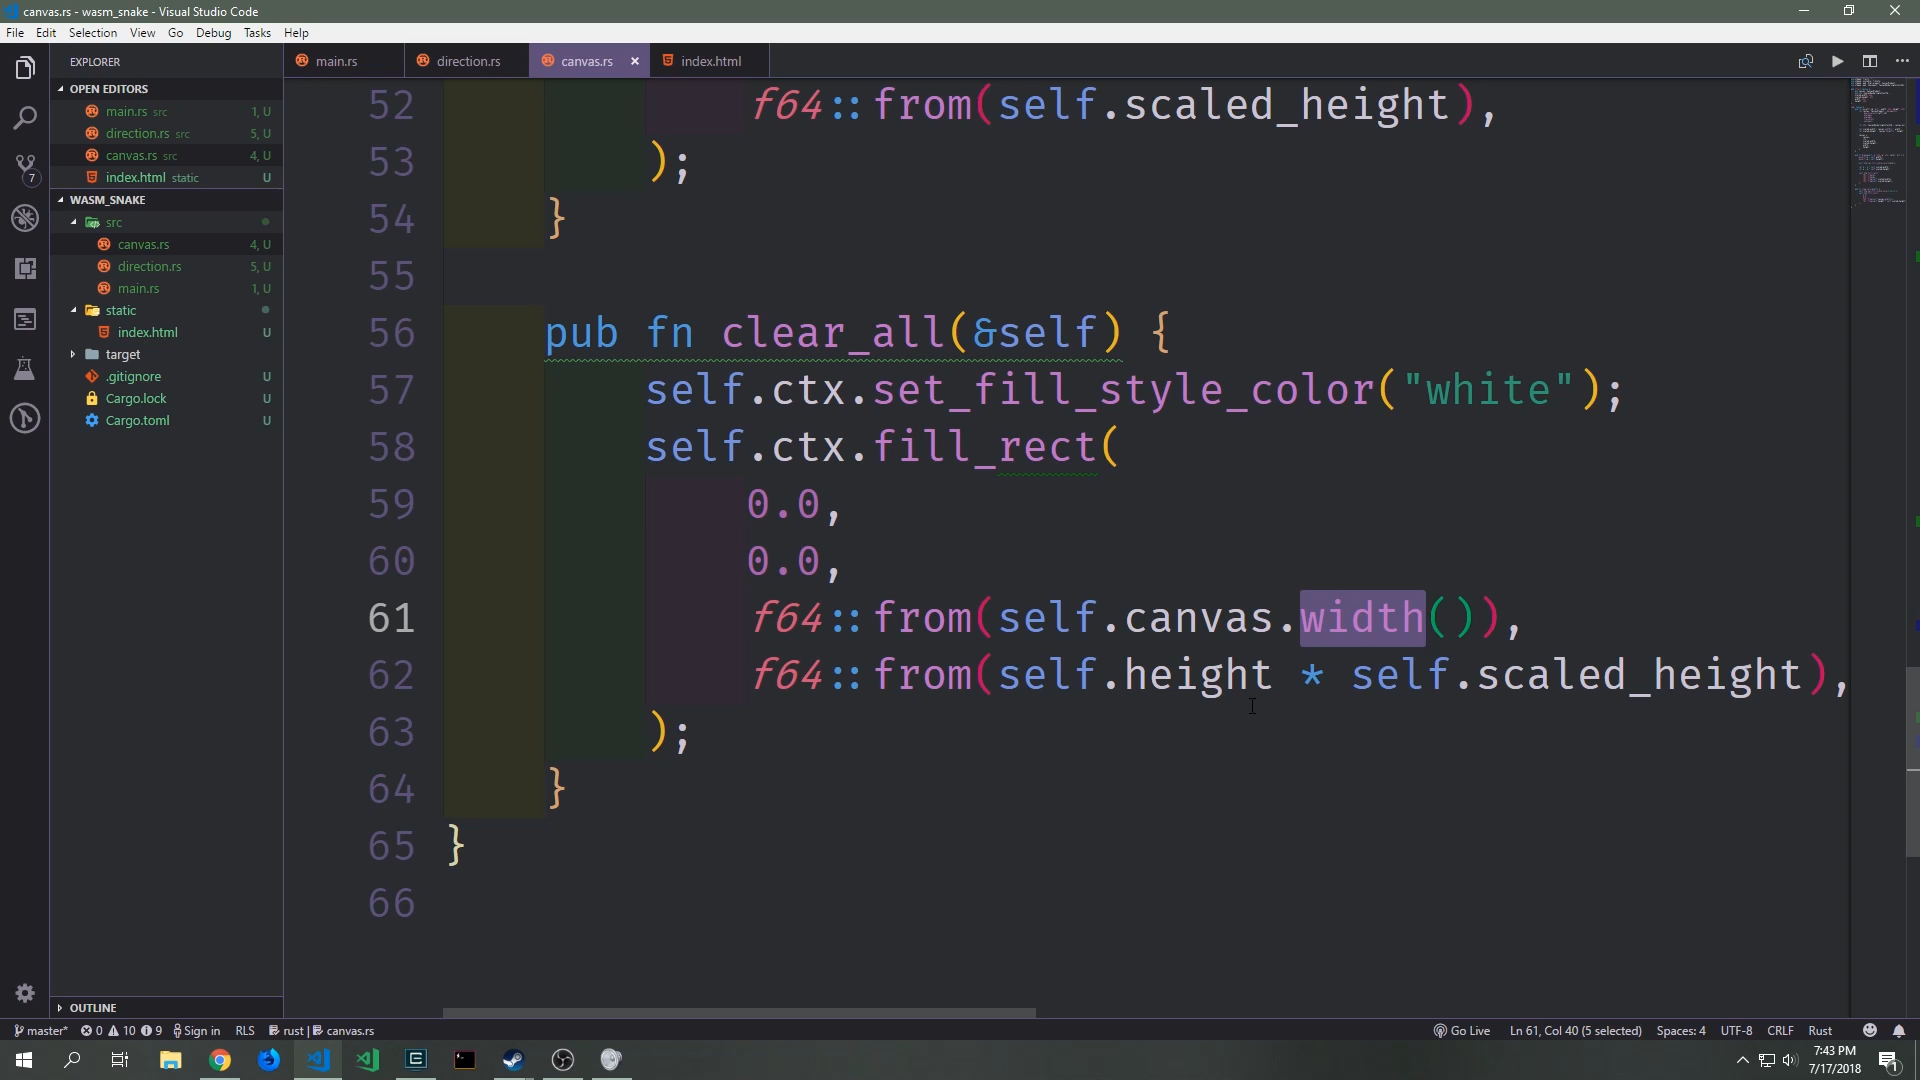 canvas.rs - wasm_snake - Visual Studio Code
File Edit Selection View Go Debug Tasks Help
EXPLORER
main.rs direction.rs canvas.rs index.html
OPEN EDITORS
main.rs src 1, U
direction.rs src 5, U
canvas.rs src 4, U
index.html static U
WASM_SNAKE
src
canvas.rs 4, U
direction.rs 5, U
main.rs 1, U
static
index.html U
target
.gitignore U
Cargo.lock U
Cargo.toml U
OUTLINE
7
52 f64::from(self.scaled_height),
53 );
54 }
55
56 pub fn clear_all(&self) {
57 self.ctx.set_fill_style_color("white");
58 self.ctx.fill_rect(
59 0.0,
60 0.0,
61 f64::from(self.canvas.width()),
62 f64::from(self.height * self.scaled_height),
63 );
64 }
65 }
66
master* 0 10 9 Sign in RLS rust | canvas.rs
Go Live Ln 61, Col 40 (5 selected) Spaces: 4 UTF-8 CRLF Rust
7:43 PM
7/17/2018
1